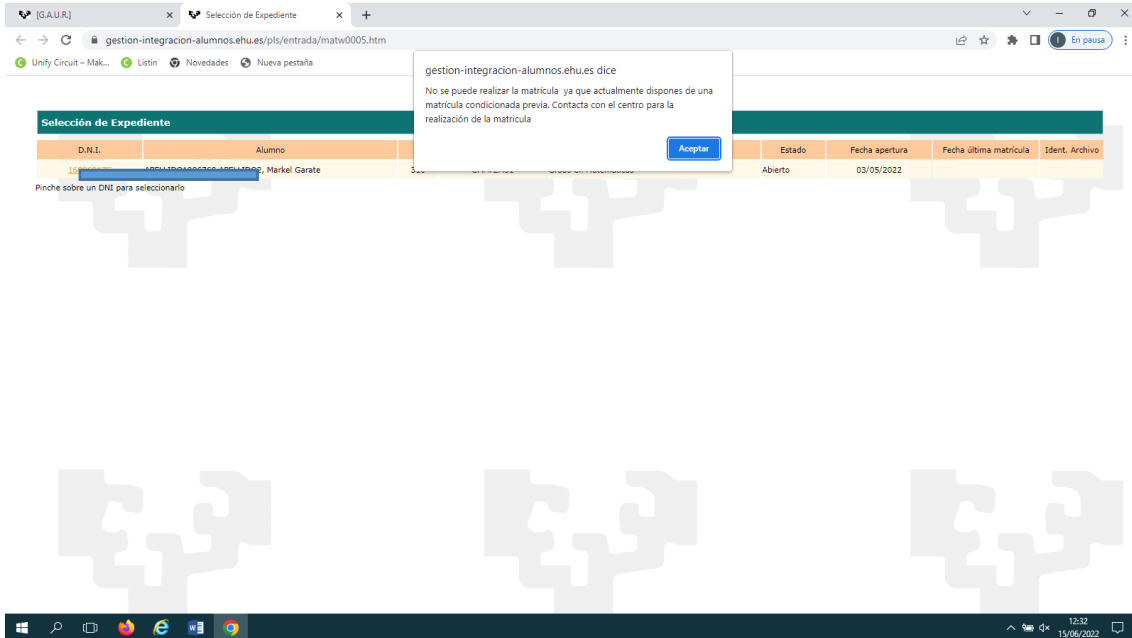 [G.A.U.R.]
Selección de Expediente
gestion-integracion-alumnos.ehu.es/pls/entrada/matw0005.htm
En pausa
Unify Circuit – Mak... Listin Novedades Nueva pestaña
gestion-integracion-alumnos.ehu.es dice
No se puede realizar la matrícula ya que actualmente dispones de una
matrícula condicionada previa. Contacta con el centro para la
realización de la matricula
Aceptar
Selección de Expediente
D.N.I. Alumno Estado Fecha apertura Fecha última matrícula Ident. Archivo
Markel Garate Abierto 03/05/2022
Pinche sobre un DNI para seleccionarlo
12:32
15/06/2022